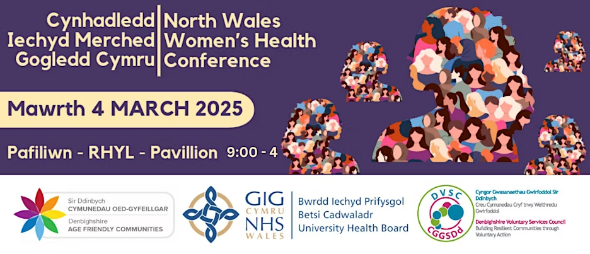 Cynhadledd
Iechyd Merched
Gogledd Cymru
North Wales
Women's Health
Conference
Mawrth 4 MARCH 2025
Pafiliwn - RHYL - Pavillion 9:00 - 4
Sir Ddinbych
CYMUNEDAU OED-GYFEILLGAR
Denbighshire
AGE FRIENDLY COMMUNITIES
GIG
CYMRU
NHS
WALES
Bwrdd Iechyd Prifysgol
Betsi Cadwaladr
University Health Board
DVSC
CGGSDd
Cyngor Gwasanaethau Gwirfoddol Sir
Ddinbych
Creu Cymunedau Gryf trwy Weithredu
Gwirfoddol
Denbighshire Voluntary Services Council
Building Resilient Communities through
Voluntary Action